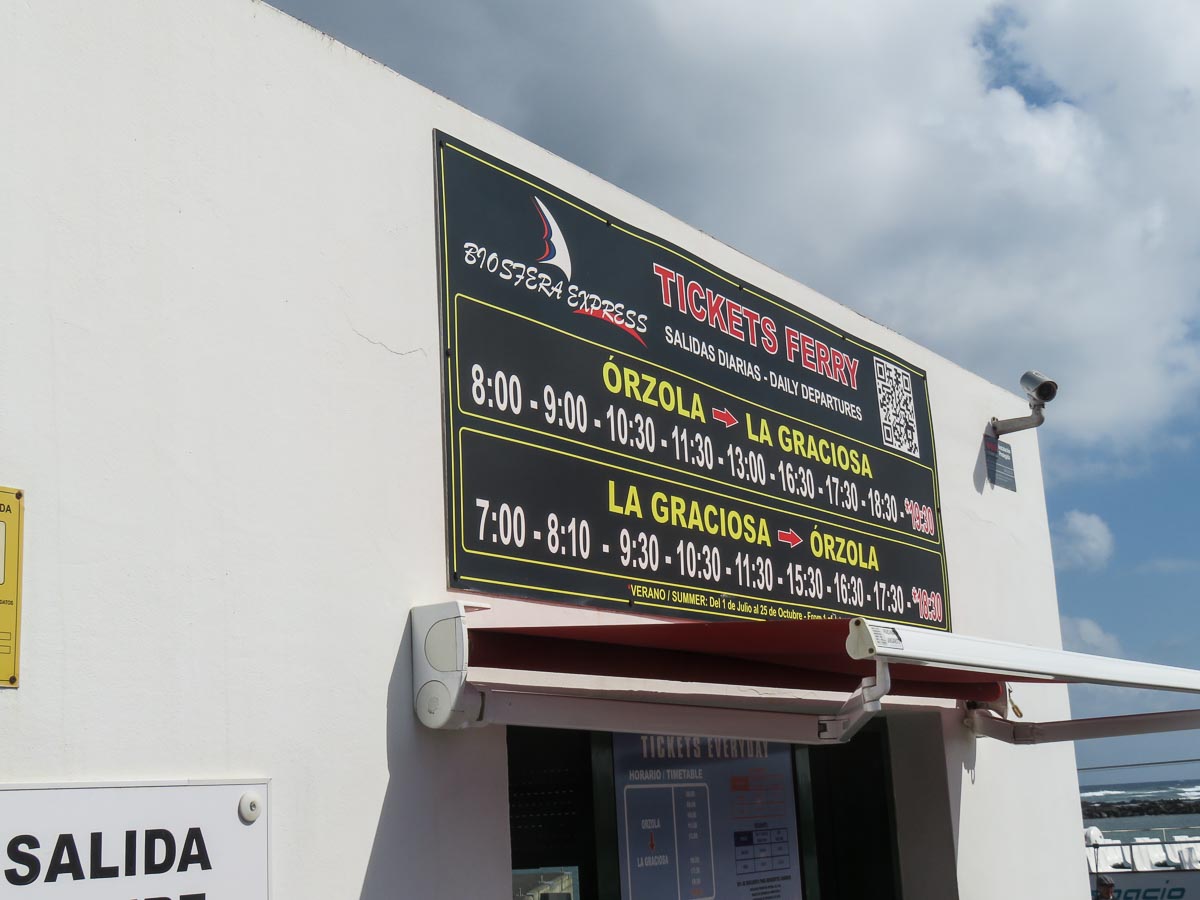 BIOSFERA EXPRESS
TICKETS FERRY
SALIDAS DIARIAS - DAILY DEPARTURES
ÓRZOLA LA GRACIOSA
8:00 - 9:00 - 10:30 - 11:30 - 13:00 - 16:30 - 17:30 - 18:30 - *19:30
LA GRACIOSA ÓRZOLA
7:00 - 8:10 - 9:30 - 10:30 - 11:30 - 15:30 - 16:30 - 17:30 - *18:30
VERANO / SUMMER: Del 1 de Julio al 25 de Octubre - From 1
TICKETS EVERYDAY
HORARIO / TIMETABLE
ÓRZOLA
LA GRACIOSA
SALIDA